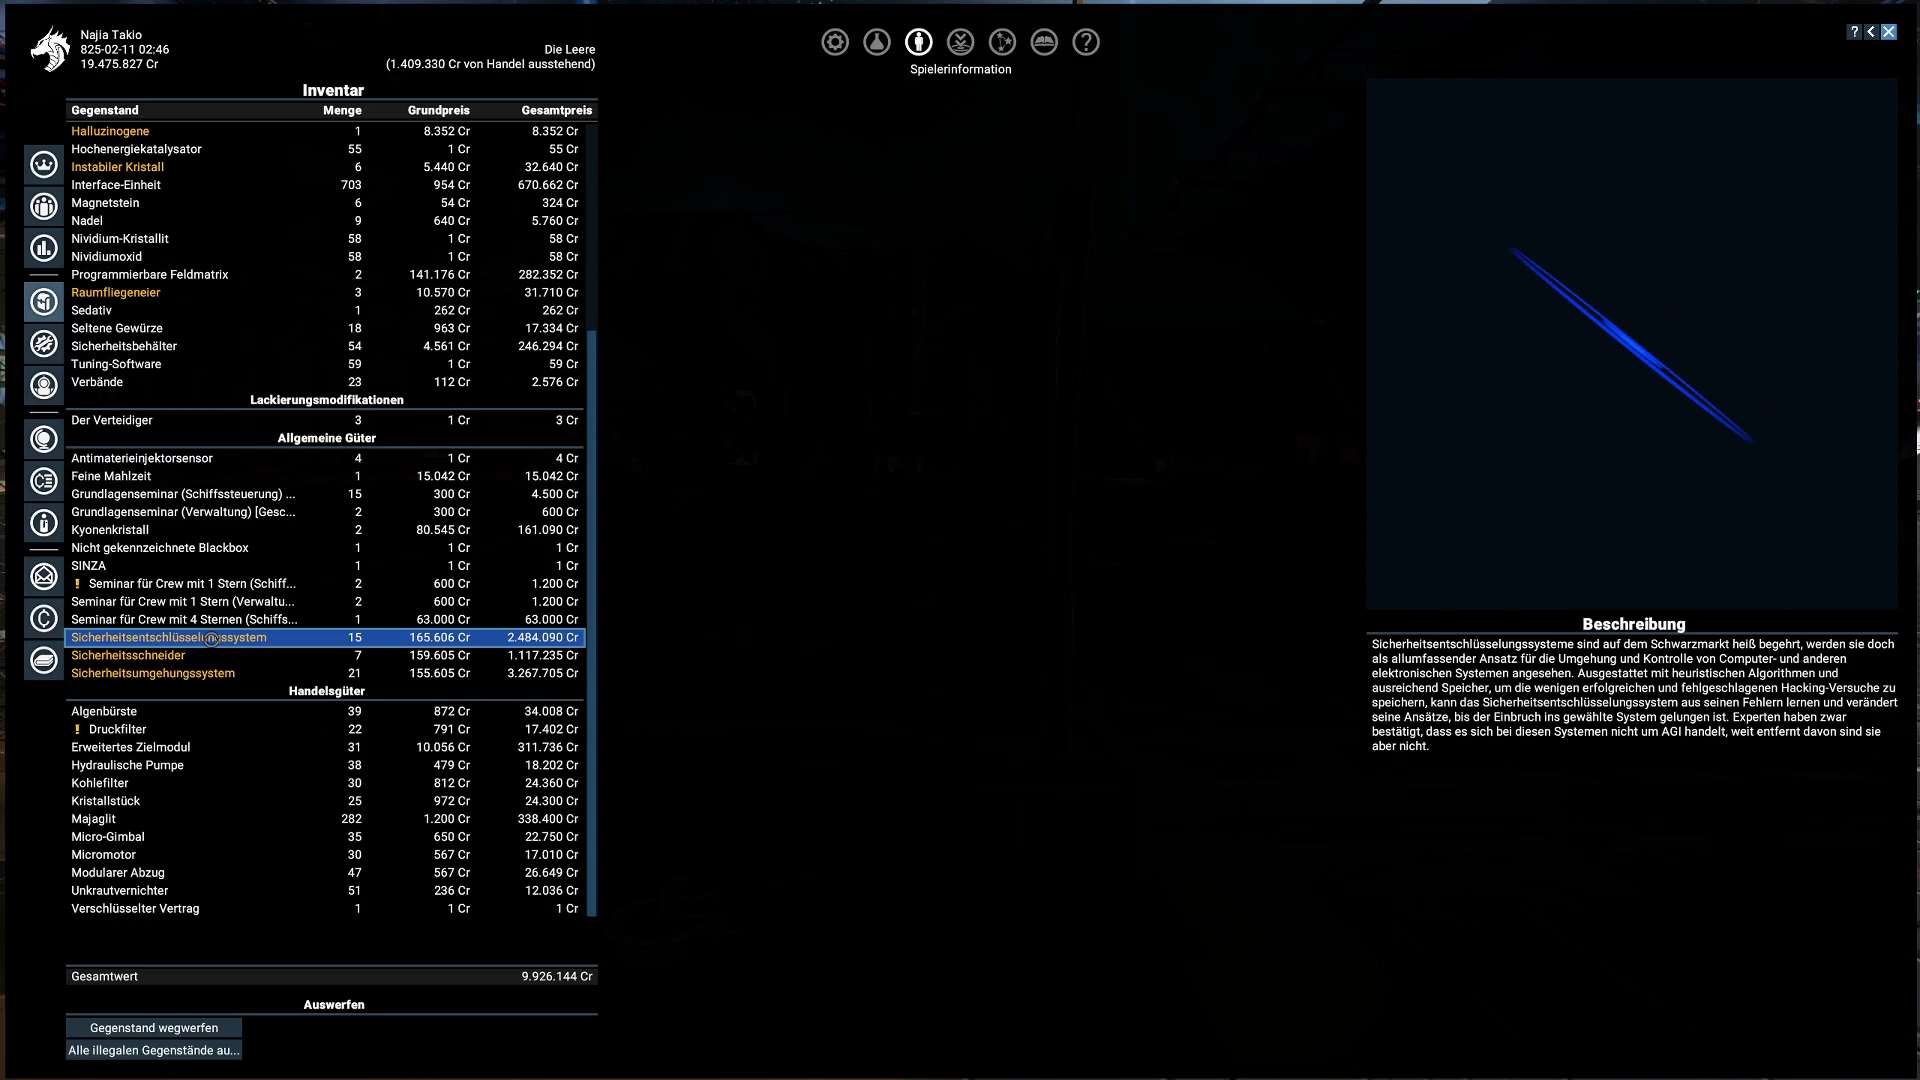 Najia Takio
825-02-11 02:46
19.475.827 Cr
Die Leere
(1.409.330 Cr von Handel ausstehend)
Spielerinformation
? < X
Inventar
Gegenstand Menge Grundpreis Gesamtpreis
Halluzinogene 1 8.352 Cr 8.352 Cr
Hochenergiekatalysator 55 1 Cr 55 Cr
Instabiler Kristall 6 5.440 Cr 32.640 Cr
Interface-Einheit 703 954 Cr 670.662 Cr
Magnetstein 6 54 Cr 324 Cr
Nadel 9 640 Cr 5.760 Cr
Nividium-Kristallit 58 1 Cr 58 Cr
Nividiumoxid 58 1 Cr 58 Cr
Programmierbare Feldmatrix 2 141.176 Cr 282.352 Cr
Raumfliegeneier 3 10.570 Cr 31.710 Cr
Sedativ 1 262 Cr 262 Cr
Seltene Gewürze 18 963 Cr 17.334 Cr
Sicherheitsbehälter 54 4.561 Cr 246.294 Cr
Tuning-Software 59 1 Cr 59 Cr
Verbände 23 112 Cr 2.576 Cr
Lackierungsmodifikationen
Der Verteidiger 3 1 Cr 3 Cr
Allgemeine Güter
Antimaterieinjektorsensor 4 1 Cr 4 Cr
Feine Mahlzeit 1 15.042 Cr 15.042 Cr
Grundlagenseminar (Schiffssteuerung) ... 15 300 Cr 4.500 Cr
Grundlagenseminar (Verwaltung) [Gesc... 2 300 Cr 600 Cr
Kyonenkristall 2 80.545 Cr 161.090 Cr
Nicht gekennzeichnete Blackbox 1 1 Cr 1 Cr
SINZA 1 1 Cr 1 Cr
! Seminar für Crew mit 1 Stern (Schiff... 2 600 Cr 1.200 Cr
Seminar für Crew mit 1 Stern (Verwaltu... 2 600 Cr 1.200 Cr
Seminar für Crew mit 4 Sternen (Schiffs... 1 63.000 Cr 63.000 Cr
Sicherheitsentschlüsselungssystem 15 165.606 Cr 2.484.090 Cr
Sicherheitsschneider 7 159.605 Cr 1.117.235 Cr
Sicherheitsumgehungssystem 21 155.605 Cr 3.267.705 Cr
Handelsgüter
Algenbürste 39 872 Cr 34.008 Cr
! Druckfilter 22 791 Cr 17.402 Cr
Erweitertes Zielmodul 31 10.056 Cr 311.736 Cr
Hydraulische Pumpe 38 479 Cr 18.202 Cr
Kohlefilter 30 812 Cr 24.360 Cr
Kristallstück 25 972 Cr 24.300 Cr
Majaglit 282 1.200 Cr 338.400 Cr
Micro-Gimbal 35 650 Cr 22.750 Cr
Micromotor 30 567 Cr 17.010 Cr
Modularer Abzug 47 567 Cr 26.649 Cr
Unkrautvernichter 51 236 Cr 12.036 Cr
Verschlüsselter Vertrag 1 1 Cr 1 Cr
Gesamtwert 9.926.144 Cr
Auswerfen
Gegenstand wegwerfen
Alle illegalen Gegenstände au...
Beschreibung
Sicherheitsentschlüsselungssysteme sind auf dem Schwarzmarkt heiß begehrt, werden sie doch
als allumfassender Ansatz für die Umgehung und Kontrolle von Computer- und anderen
elektronischen Systemen angesehen. Ausgestattet mit heuristischen Algorithmen und
ausreichend Speicher, um die wenigen erfolgreichen und fehlgeschlagenen Hacking-Versuche zu
speichern, kann das Sicherheitsentschlüsselungssystem aus seinen Fehlern lernen und verändert
seine Ansätze, bis der Einbruch ins gewählte System gelungen ist. Experten haben zwar
bestätigt, dass es sich bei diesen Systemen nicht um AGI handelt, weit entfernt davon sind sie
aber nicht.